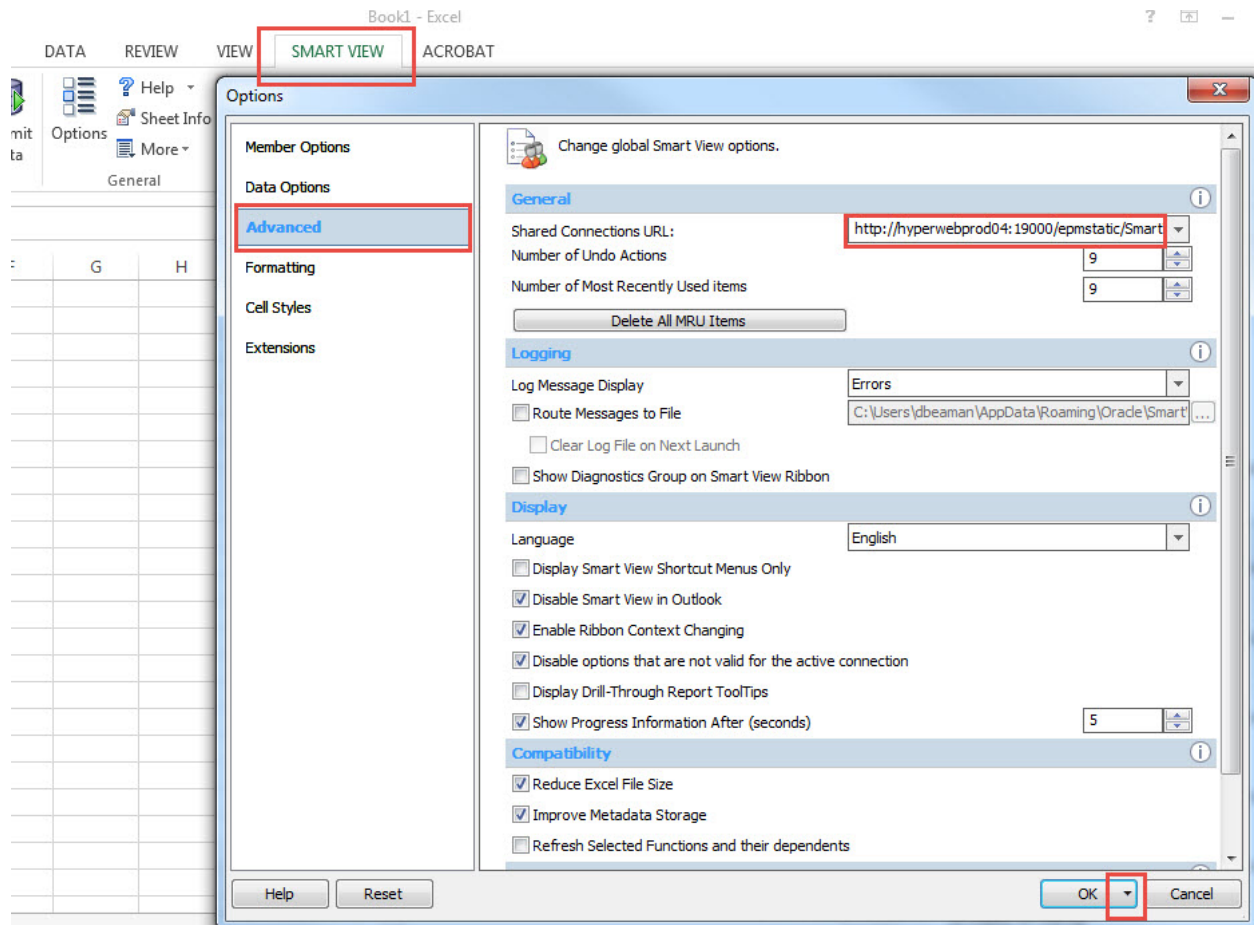 Book1 - Excel
DATA REVIEW VIEW SMART VIEW ACROBAT
Help
Sheet Info
More
Options
General
G H
Options
Member Options
Data Options
Advanced
Formatting
Cell Styles
Extensions
Change global Smart View options.
General
Shared Connections URL: http://hyperwebprod04:19000/epmstatic/Smart
Number of Undo Actions 9
Number of Most Recently Used items 9
Delete All MRU Items
Logging
Log Message Display Errors
Route Messages to File C:\Users\dbeaman\AppData\Roaming\Oracle\Smart
...
Clear Log File on Next Launch
Show Diagnostics Group on Smart View Ribbon
Display
Language English
Display Smart View Shortcut Menus Only
Disable Smart View in Outlook
Enable Ribbon Context Changing
Disable options that are not valid for the active connection
Display Drill-Through Report ToolTips
Show Progress Information After (seconds) 5
Compatibility
Reduce Excel File Size
Improve Metadata Storage
Refresh Selected Functions and their dependents
Help Reset OK Cancel